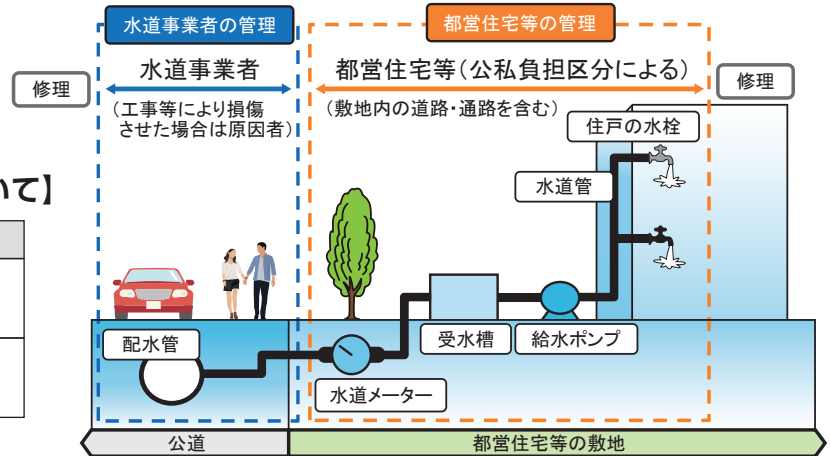 水道事業者の管理
都営住宅等の管理
修理
水道事業者
都営住宅等(公私負担区分による)
修理
(工事等により損傷
させた場合は原因者)
(敷地内の道路・通路を含む)
住戸の水栓
いて】
水道管
配水管
受水槽
給水ポンプ
水道メーター
公道
都営住宅等の敷地